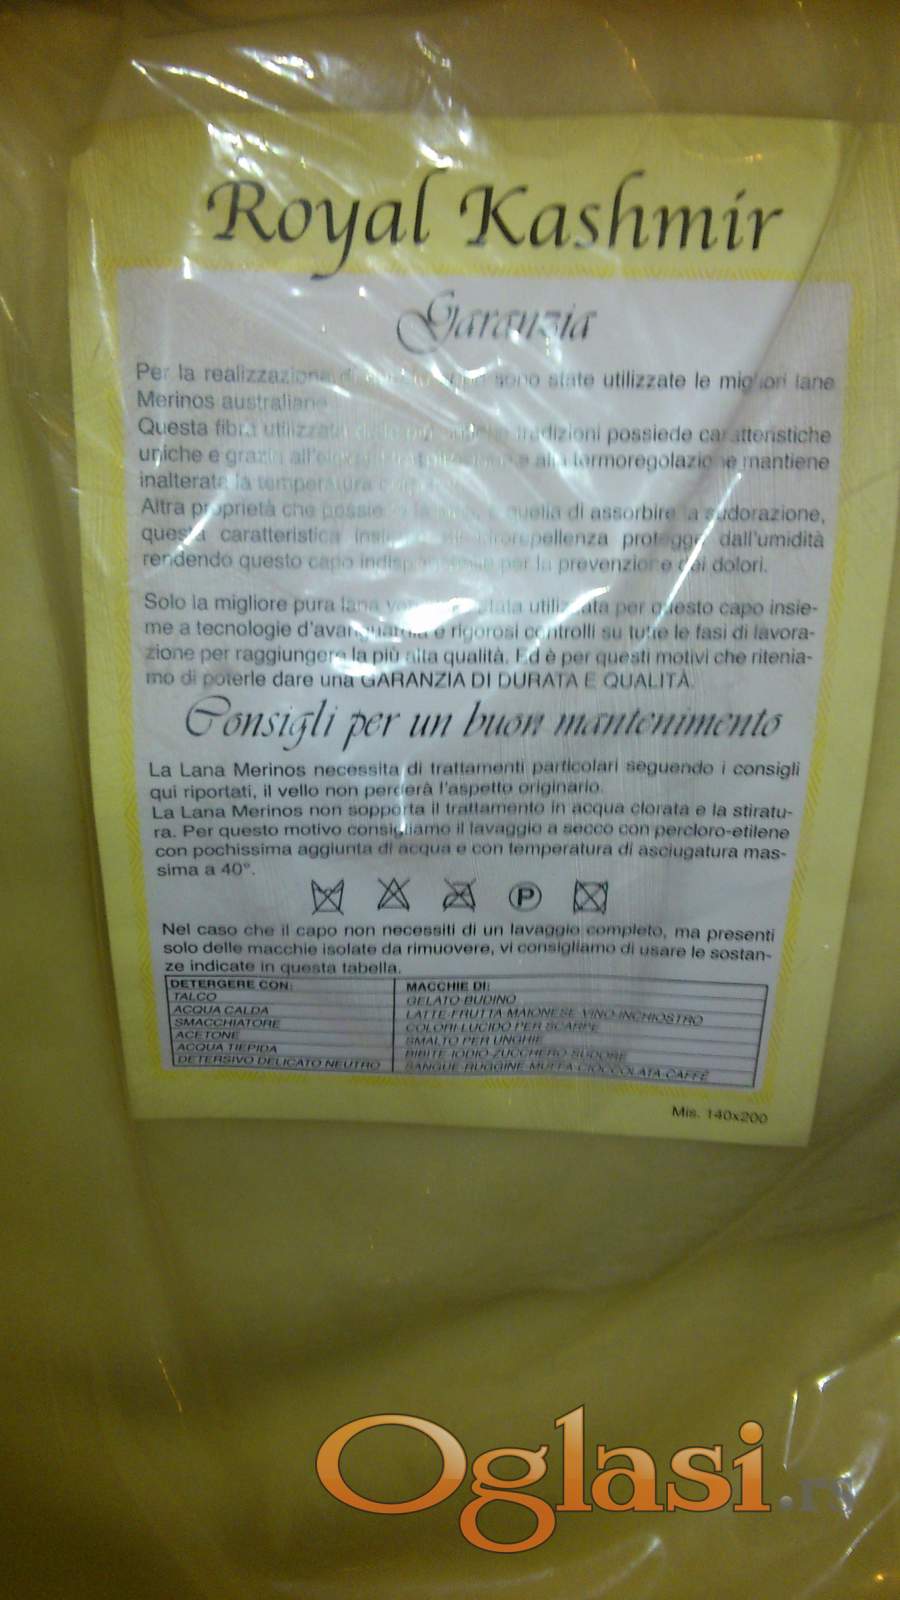 Royal Kashmir
Garanzia
Per la realizzazione di sono state utilizzate le migliori lane
Merinos australiane
Questa fibra utilizzata tradizioni possiede caratteristiche
uniche e grazie alla termoregolazione mantiene
inalterata la temperatura
Altra proprietà che è quella di assorbire la sudorazione,
questa caratteristica protegge dall'umidità
rendendo questo capo indispensabile per la prevenzione dei dolori.
Solo la migliore pura lana stata utilizzata per questo capo insie-
me a tecnologie d'avanguardia e rigorosi controlli su tutte le fasi di lavora-
zione per raggiungere la più alta qualità. Ed è per questi motivi che ritenia-
mo di poterle dare una GARANZIA DI DURATA E QUALITÀ.
Consigli per un buon mantenimento
La Lana Merinos necessita di trattamenti particolari seguendo i consigli
qui riportati, il vello non perderà l'aspetto originario.
La Lana Merinos non sopporta il trattamento in acqua clorata e la stiratu-
ra. Per questo motivo consigliamo il lavaggio a secco con percloro-etilene
con pochissima aggiunta di acqua e con temperatura di asciugatura mas-
sima a 40°.
P
Nel caso che il capo non necessiti di un lavaggio completo, ma presenti
solo delle macchie isolate da rimuovere, vi consigliamo di usare le sostan-
ze indicate in questa tabella.
DETERGERE CON: MACCHIE DI:
TALCO GELATO-BUDINO
ACQUA CALDA LATTE-FRUTTA MAIONESE-VINO-INCHIOSTRO
SMACCHIATORE COLORI-LUCIDO PER SCARPE
ACETONE SMALTO PER UNGHIE
ACQUA TIEPIDA BIBITE-IODIO-ZUCCHERO-SUDORE
DETERSIVO DELICATO NEUTRO SANGUE-RUGGINE-MUFFA-CIOCCOLATA-CAFFÈ
Mis. 140x200
Oglasi.rs